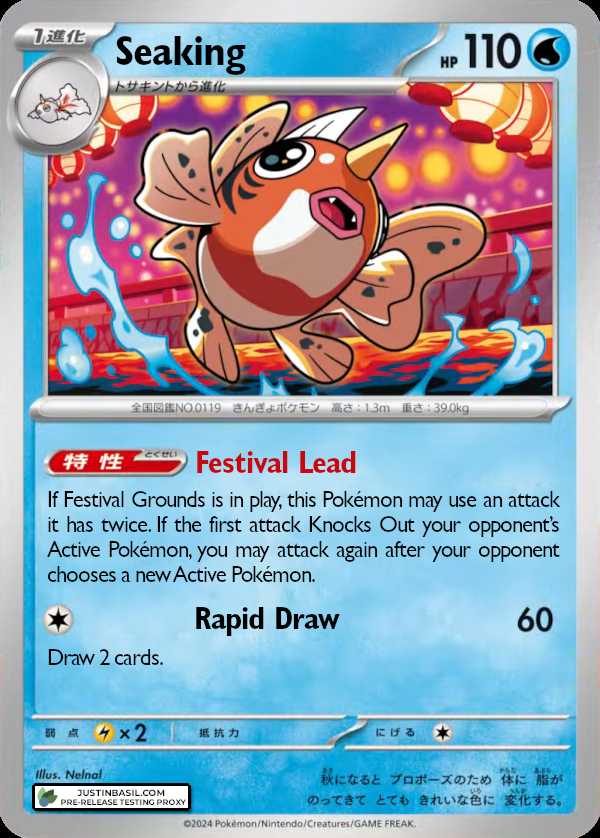 1進化
Seaking
HP 110
トサキントから進化
全国図鑑NO.0119 きんぎょポケモン 高さ:1.3m 重さ:39.0kg
特性 とくせい
Festival Lead
If Festival Grounds is in play, this Pokémon may use an attack
it has twice. If the first attack Knocks Out your opponent's
Active Pokémon, you may attack again after your opponent
chooses a new Active Pokémon.
Rapid Draw 60
Draw 2 cards.
弱点 ×2 抵抗力 にげる
Illus. Nelnal
JUSTINBASIL.COM
PRE-RELEASE TESTING PROXY
秋になると プロポーズのため 体に 脂が
のってきて とても きれいな色に 変化する。
©2024 Pokémon/Nintendo/Creatures/GAME FREAK.